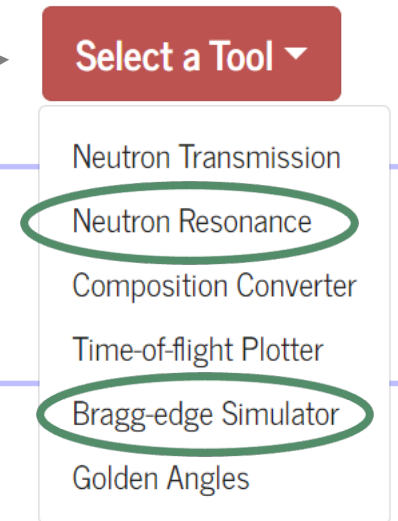 Select a Tool
Neutron Transmission
Neutron Resonance
Composition Converter
Time-of-flight Plotter
Bragg-edge Simulator
Golden Angles